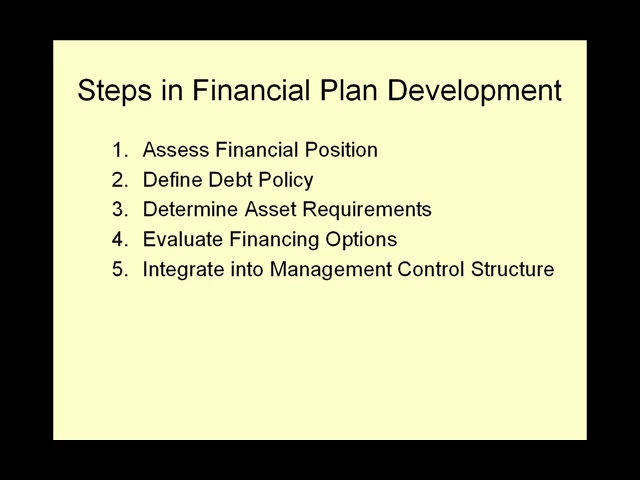 Steps in Financial Plan Development
1. Assess Financial Position
2. Define Debt Policy
3. Determine Asset Requirements
4. Evaluate Financing Options
5. Integrate into Management Control Structure